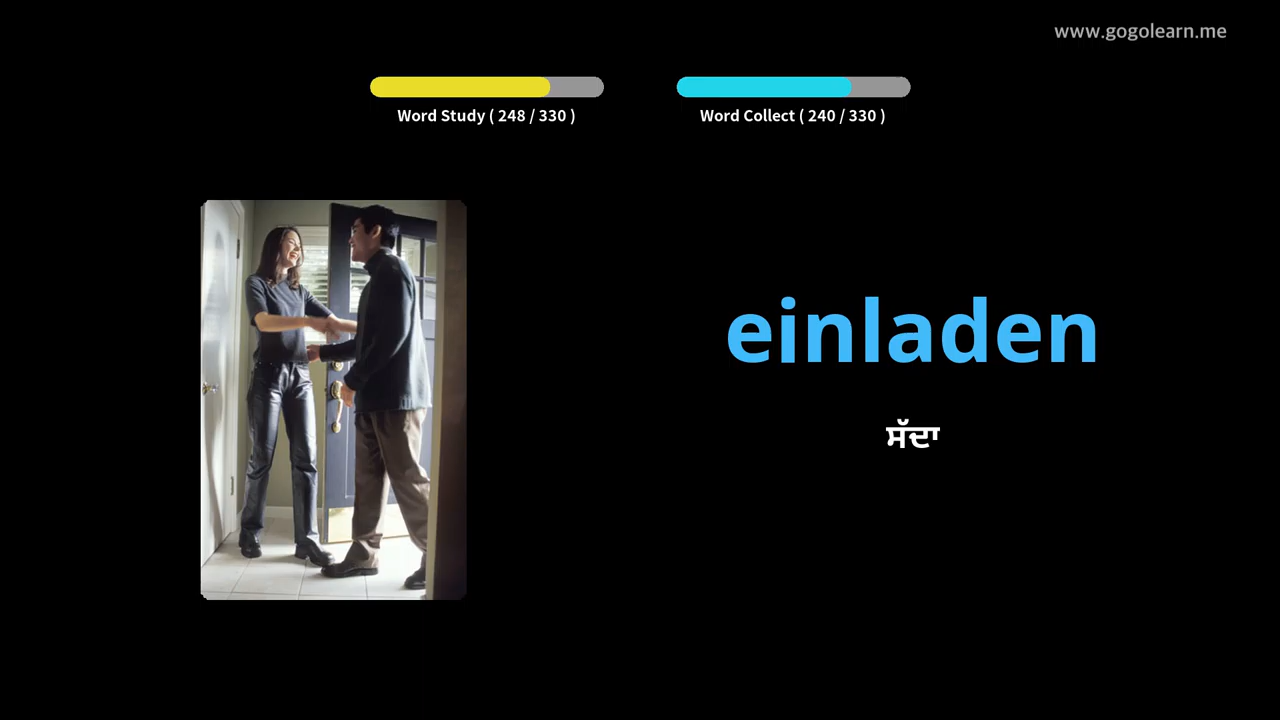 www.gogolearn.me
Word Study ( 248 / 330 )
Word Collect ( 240 / 330 )
einladen
ਸੱਦਾ